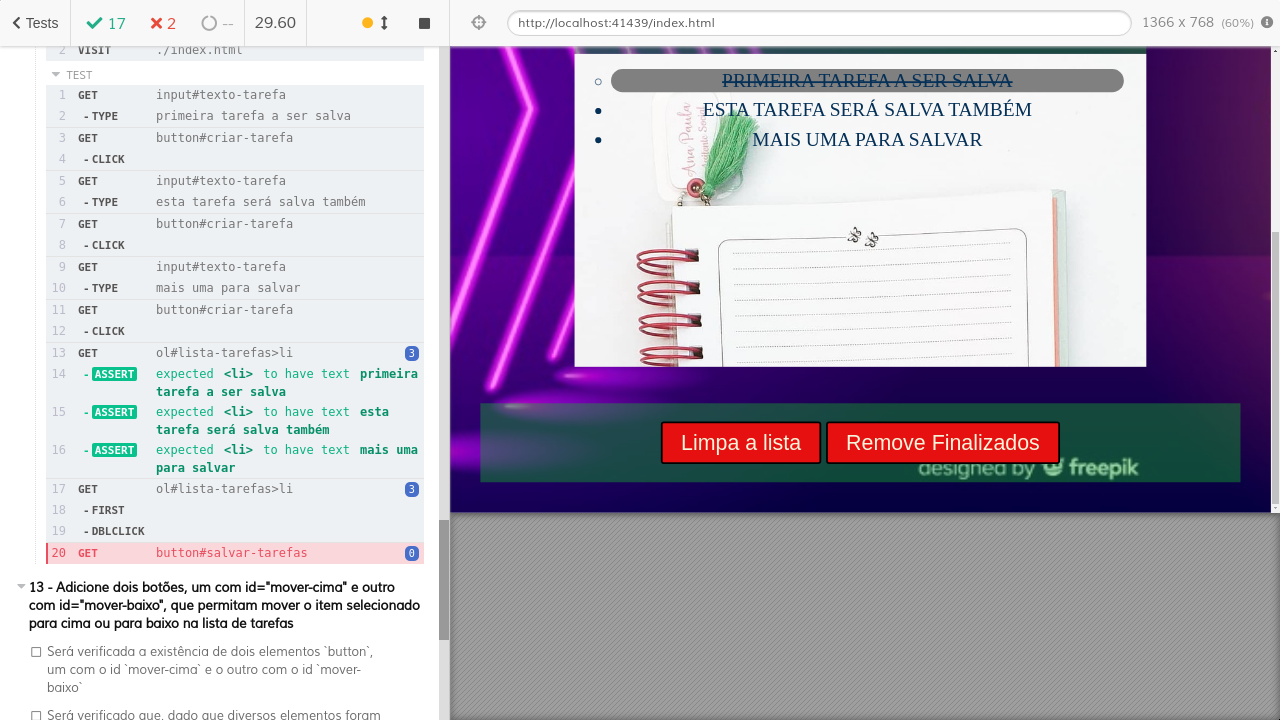 Tests
17
2
--
29.60
http://localhost:41439/index.html
1366 x 768 (60%)
2 VISIT ./index.html
TEST
1 GET input#texto-tarefa
2 -TYPE primeira tarefa a ser salva
3 GET button#criar-tarefa
4 -CLICK
5 GET input#texto-tarefa
6 -TYPE esta tarefa será salva também
7 GET button#criar-tarefa
8 -CLICK
9 GET input#texto-tarefa
10 -TYPE mais uma para salvar
11 GET button#criar-tarefa
12 -CLICK
13 GET ol#lista-tarefas>li 3
14 -ASSERT expected <li> to have text primeira
tarefa a ser salva
15 -ASSERT expected <li> to have text esta
tarefa será salva também
16 -ASSERT expected <li> to have text mais uma
para salvar
17 GET ol#lista-tarefas>li 3
18 -FIRST
19 -DBLCLICK
20 GET button#salvar-tarefas 0
13 - Adicione dois botões, um com id="mover-cima" e outro
com id="mover-baixo", que permitam mover o item selecionado
para cima ou para baixo na lista de tarefas
Será verificada a existência de dois elementos `button`,
um com o id `mover-cima` e o outro com o id `mover-
baixo`
Será verificado que, dado que diversos elementos foram
PRIMEIRA TAREFA A SER SALVA
ESTA TAREFA SERÁ SALVA TAMBÉM
MAIS UMA PARA SALVAR
Ana Paula
Limpa a lista
Remove Finalizados
designed by freepik